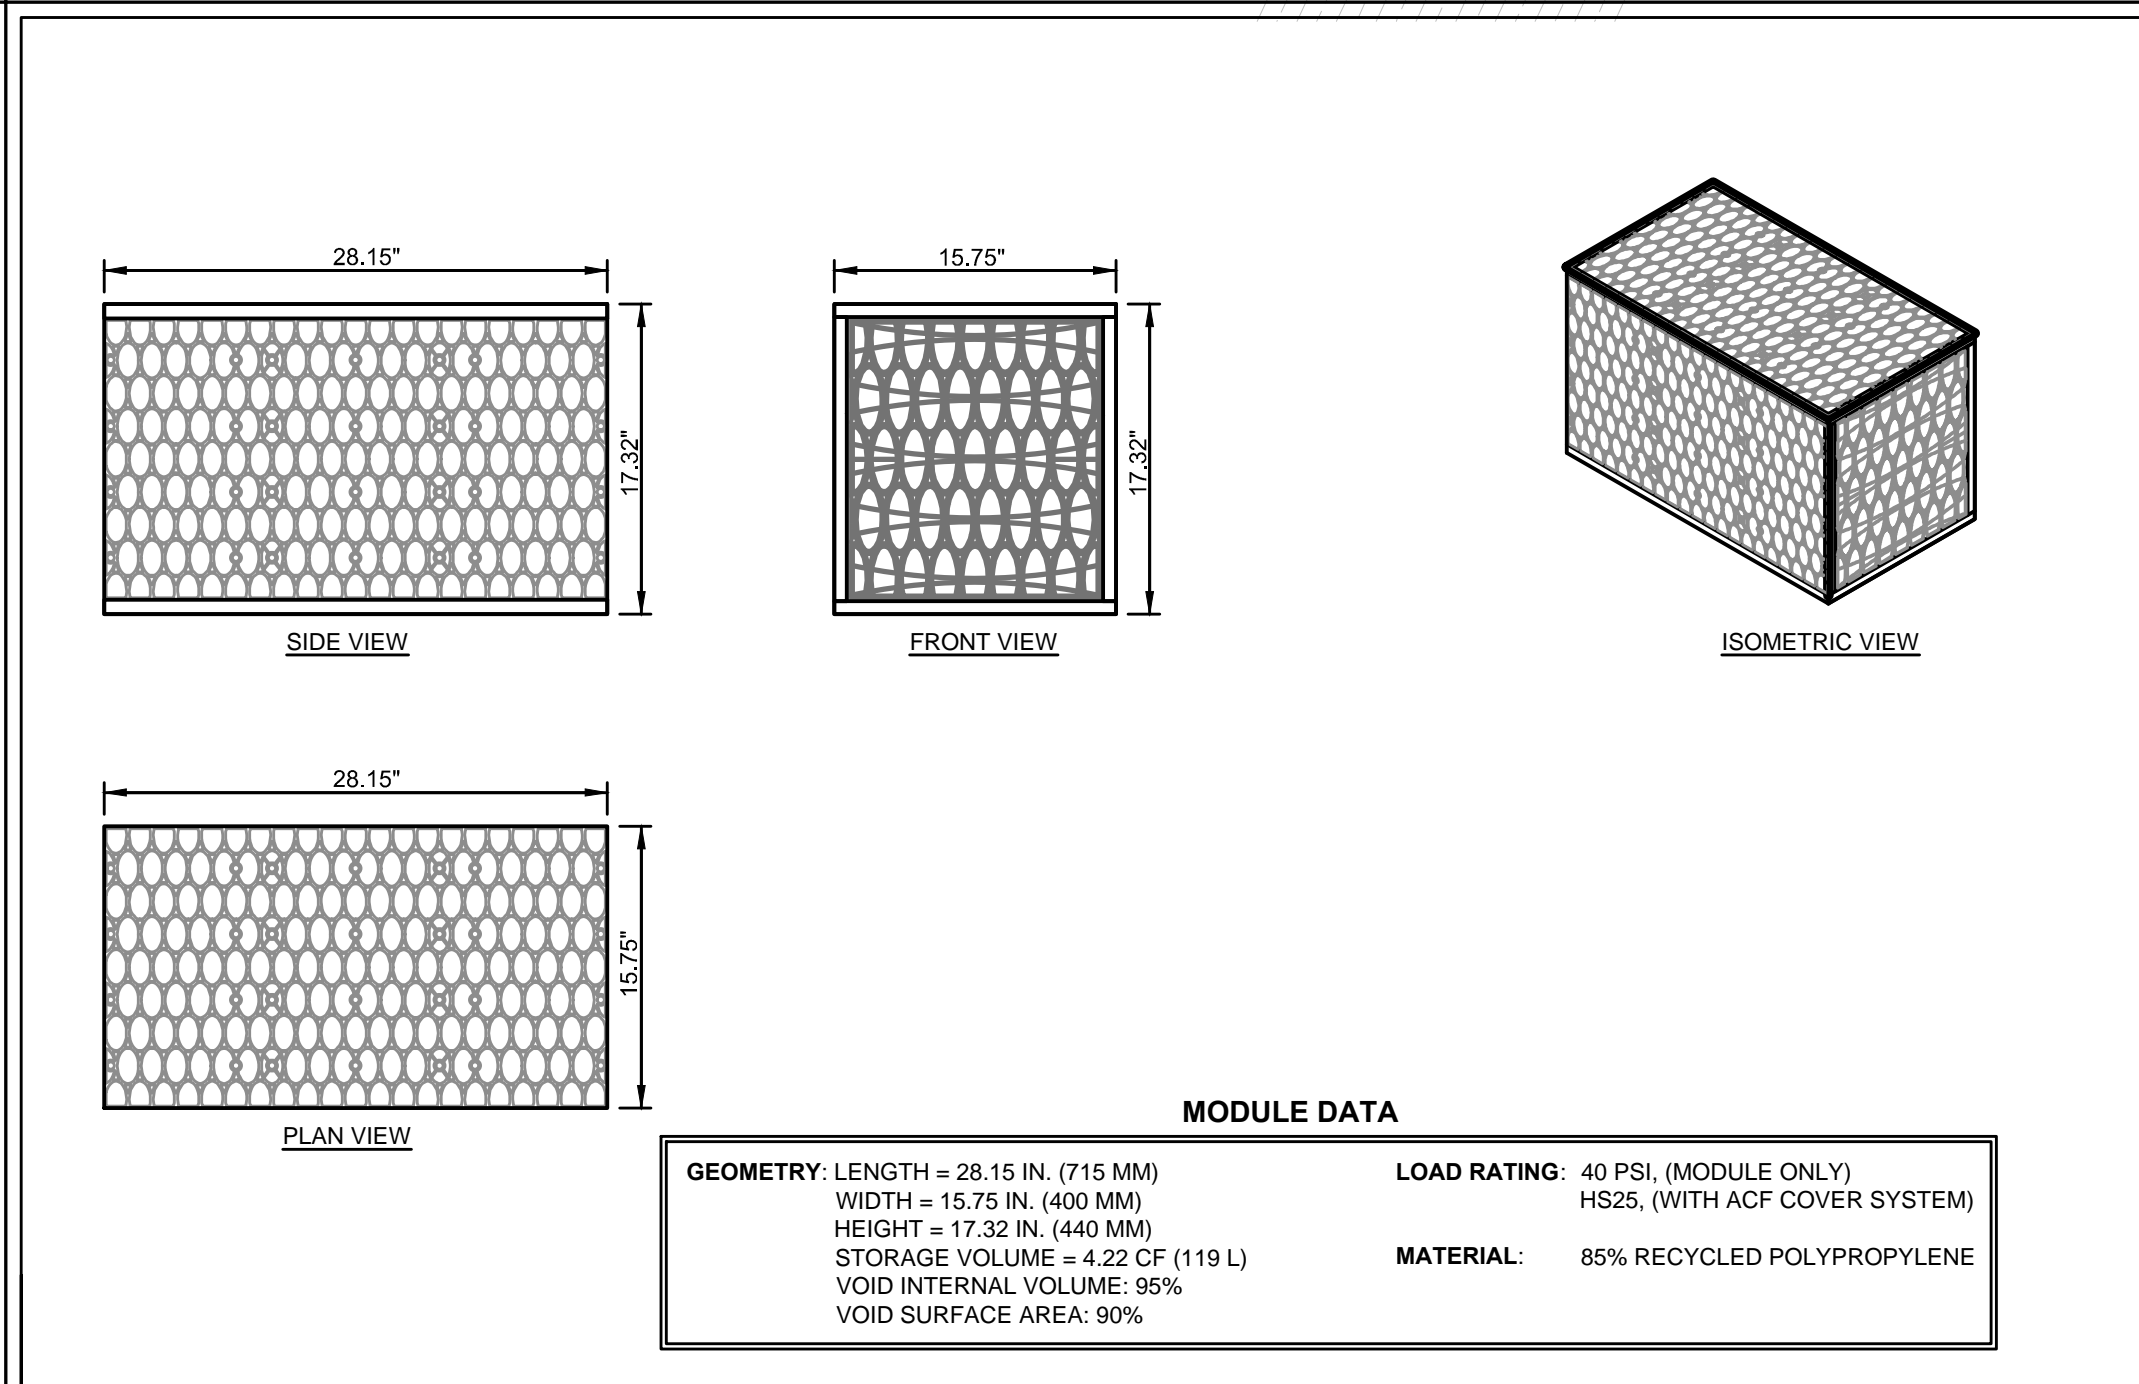 28.15"
15.75"
17.32"
17.32"
SIDE VIEW
FRONT VIEW
ISOMETRIC VIEW
28.15"
15.75"
PLAN VIEW
MODULE DATA
GEOMETRY: LENGTH = 28.15 IN. (715 MM)
WIDTH = 15.75 IN. (400 MM)
HEIGHT = 17.32 IN. (440 MM)
STORAGE VOLUME = 4.22 CF (119 L)
VOID INTERNAL VOLUME: 95%
VOID SURFACE AREA: 90%
LOAD RATING: 40 PSI, (MODULE ONLY)
HS25, (WITH ACF COVER SYSTEM)
MATERIAL: 85% RECYCLED POLYPROPYLENE